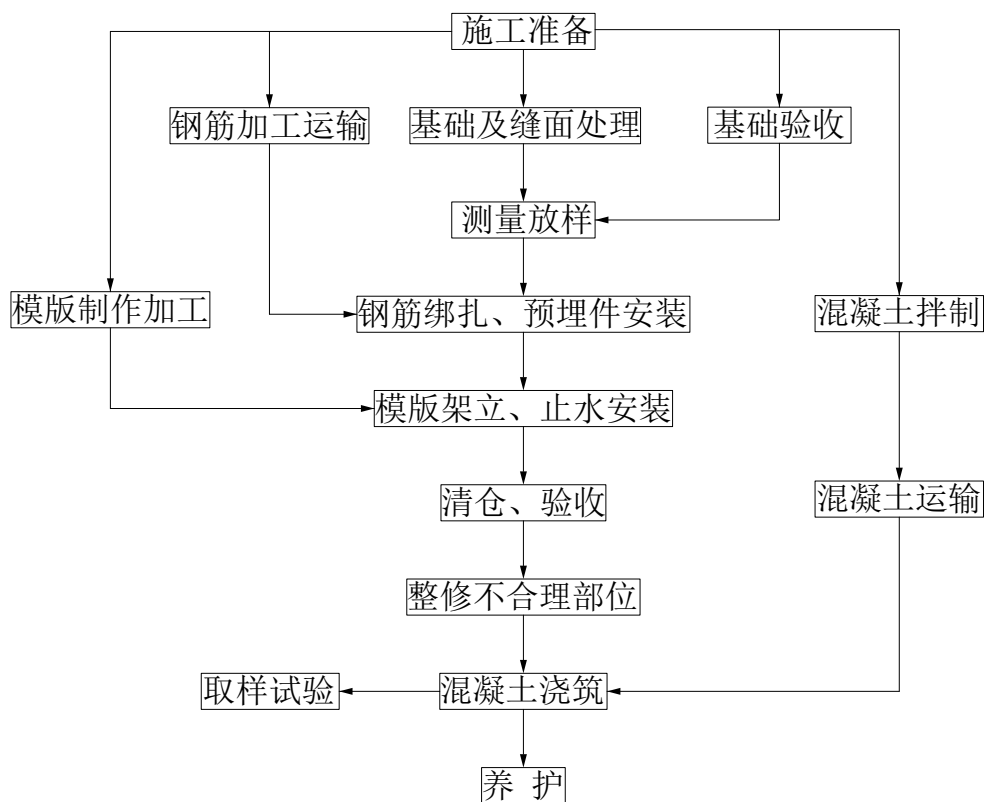 施工准备
钢筋加工运输
基础及缝面处理
基础验收
测量放样
模版制作加工
钢筋绑扎、预埋件安装
混凝土拌制
模版架立、止水安装
清仓、验收
混凝土运输
整修不合理部位
取样试验
混凝土浇筑
养 护